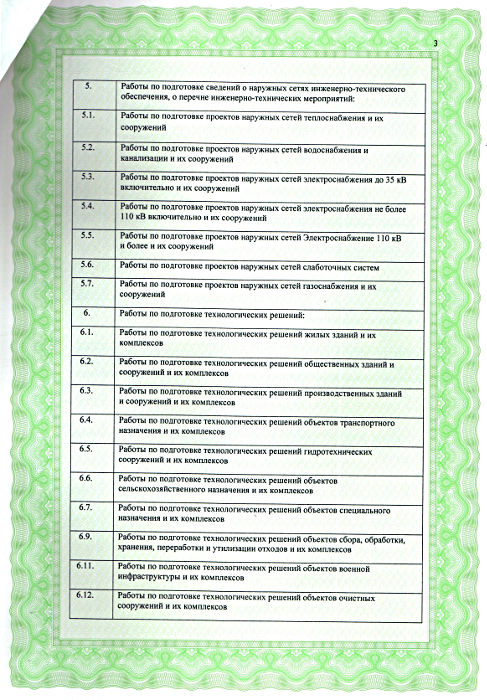 3
5. Работы по подготовке сведений о наружных сетях инженерно-технического
обеспечения, о перечне инженерно-технических мероприятий:
5.1. Работы по подготовке проектов наружных сетей теплоснабжения и их
сооружений
5.2. Работы по подготовке проектов наружных сетей водоснабжения и
канализации и их сооружений
5.3. Работы по подготовке проектов наружных сетей электроснабжения до 35 кВ
включительно и их сооружений
5.4. Работы по подготовке проектов наружных сетей электроснабжения не более
110 кВ включительно и их сооружений
5.5. Работы по подготовке проектов наружных сетей Электроснабжение 110 кВ
и более и их сооружений
5.6. Работы по подготовке проектов наружных сетей слаботочных систем
5.7. Работы по подготовке проектов наружных сетей газоснабжения и их
сооружений
6. Работы по подготовке технологических решений:
6.1. Работы по подготовке технологических решений жилых зданий и их
комплексов
6.2. Работы по подготовке технологических решений общественных зданий и
сооружений и их комплексов
6.3. Работы по подготовке технологических решений производственных зданий
и сооружений и их комплексов
6.4. Работы по подготовке технологических решений объектов транспортного
назначения и их комплексов
6.5. Работы по подготовке технологических решений гидротехнических
сооружений и их комплексов
6.6. Работы по подготовке технологических решений объектов
сельскохозяйственного назначения и их комплексов
6.7. Работы по подготовке технологических решений объектов специального
назначения и их комплексов
6.9. Работы по подготовке технологических решений объектов сбора, обработки,
хранения, переработки и утилизации отходов и их комплексов
6.11. Работы по подготовке технологических решений объектов военной
инфраструктуры и их комплексов
6.12. Работы по подготовке технологических решений объектов очистных
сооружений и их комплексов